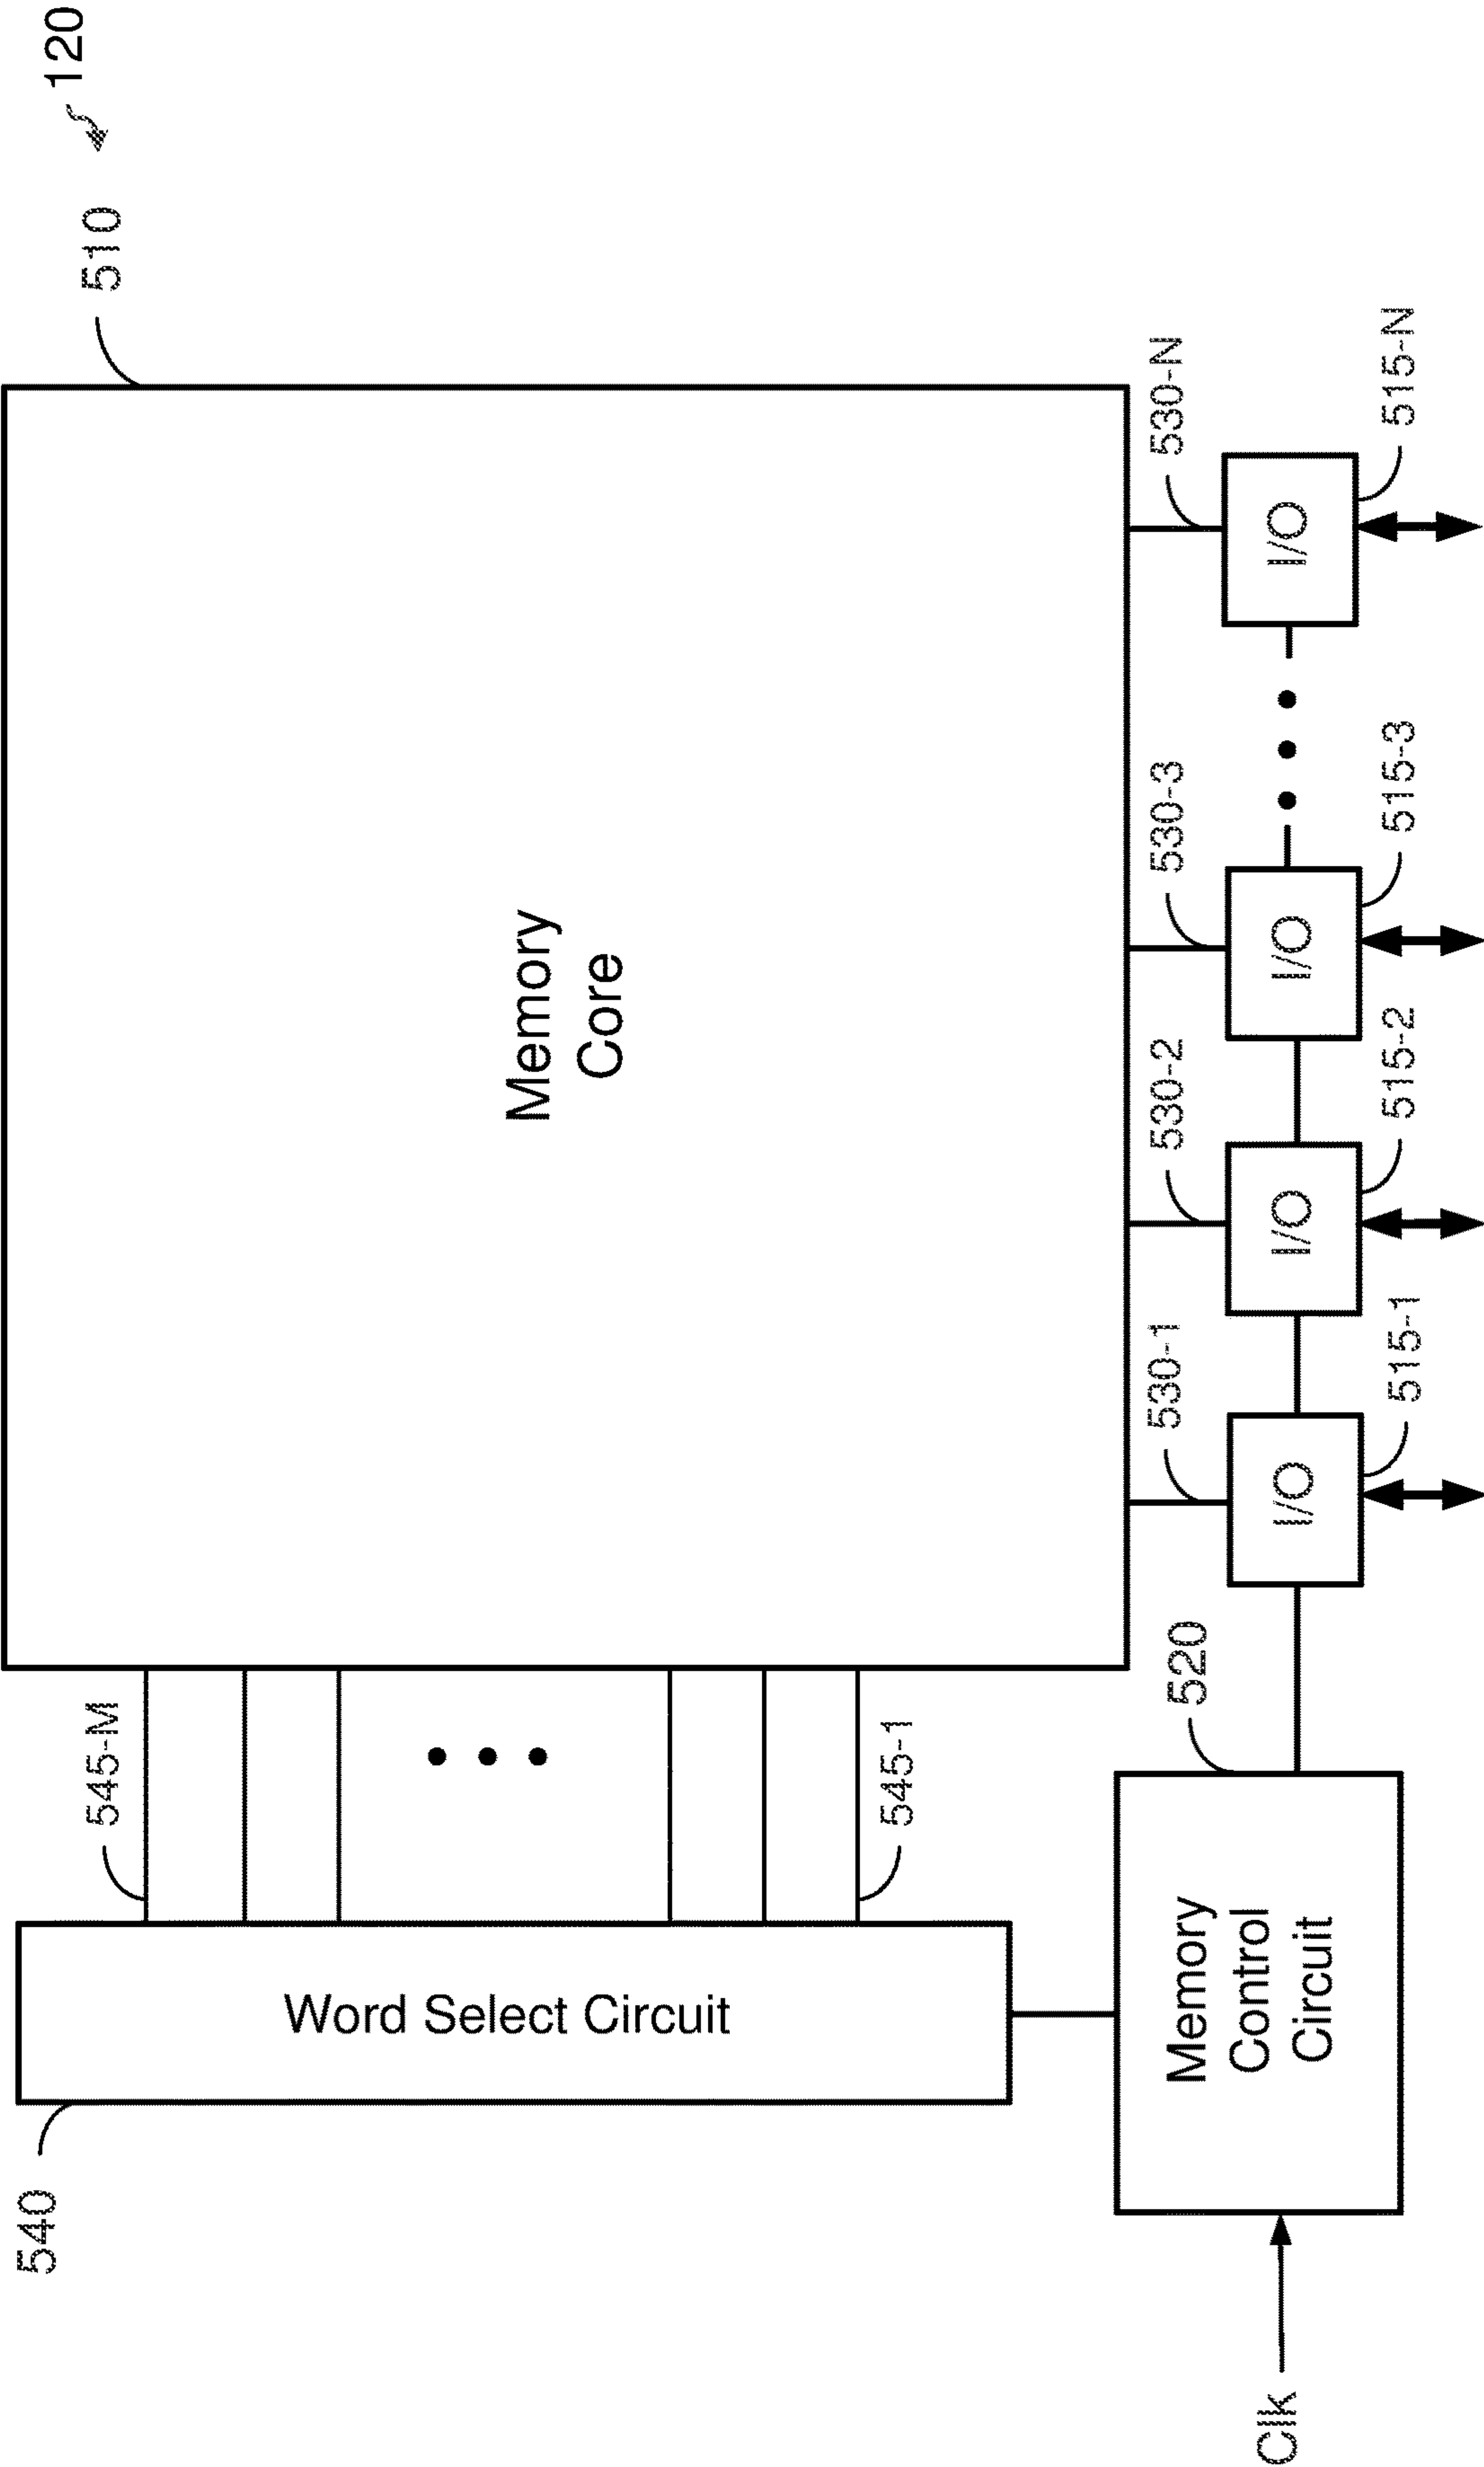 120
510
Memory
Core
545-M
545-1
540
Word Select Circuit
530-1
530-2
530-3
530-N
520
Memory
Control
Circuit
Clk
I/O
I/O
I/O
I/O
515-1
515-2
515-3
515-N